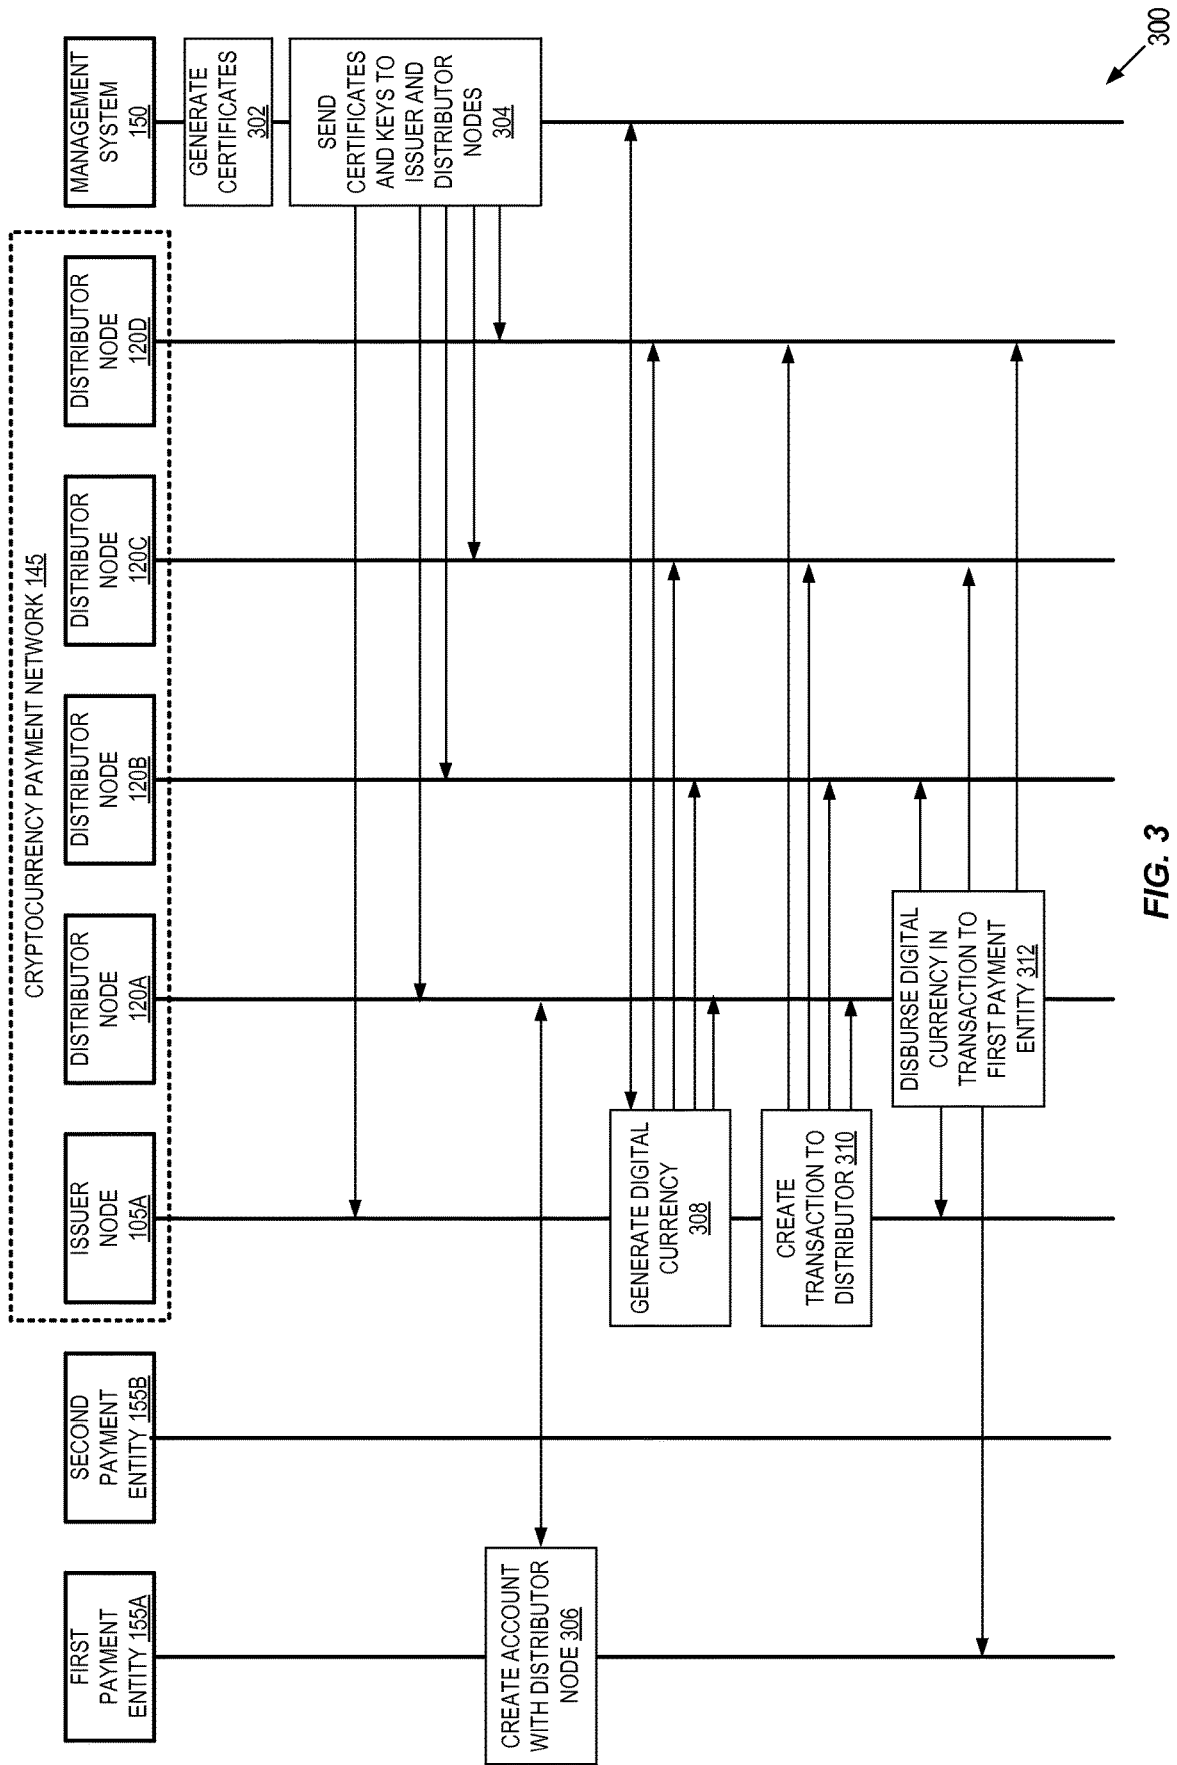 CRYPTOCURRENCY PAYMENT NETWORK 145
FIRST
PAYMENT
ENTITY 155A
SECOND
PAYMENT
ENTITY 155B
ISSUER
NODE
105A
DISTRIBUTOR
NODE
120A
DISTRIBUTOR
NODE
120B
DISTRIBUTOR
NODE
120C
DISTRIBUTOR
NODE
120D
MANAGEMENT
SYSTEM
150
GENERATE
CERTIFICATES
302
SEND
CERTIFICATES
AND KEYS TO
ISSUER AND
DISTRIBUTOR
NODES
304
CREATE ACCOUNT
WITH DISTRIBUTOR
NODE 306
GENERATE DIGITAL
CURRENCY
308
CREATE
TRANSACTION TO
DISTRIBUTOR 310
DISBURSE DIGITAL
CURRENCY IN
TRANSACTION TO
FIRST PAYMENT
ENTITY 312
300
FIG. 3